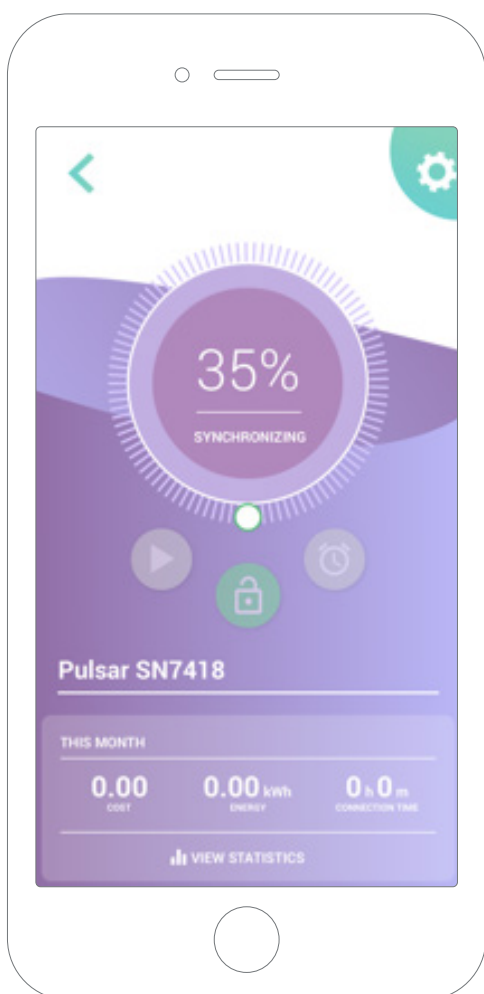 35%
SYNCHRONIZING
Pulsar SN7418
THIS MONTH
0.00 0.00 kWh 0 h 0 m
COST ENERGY CONNECTION TIME
VIEW STATISTICS